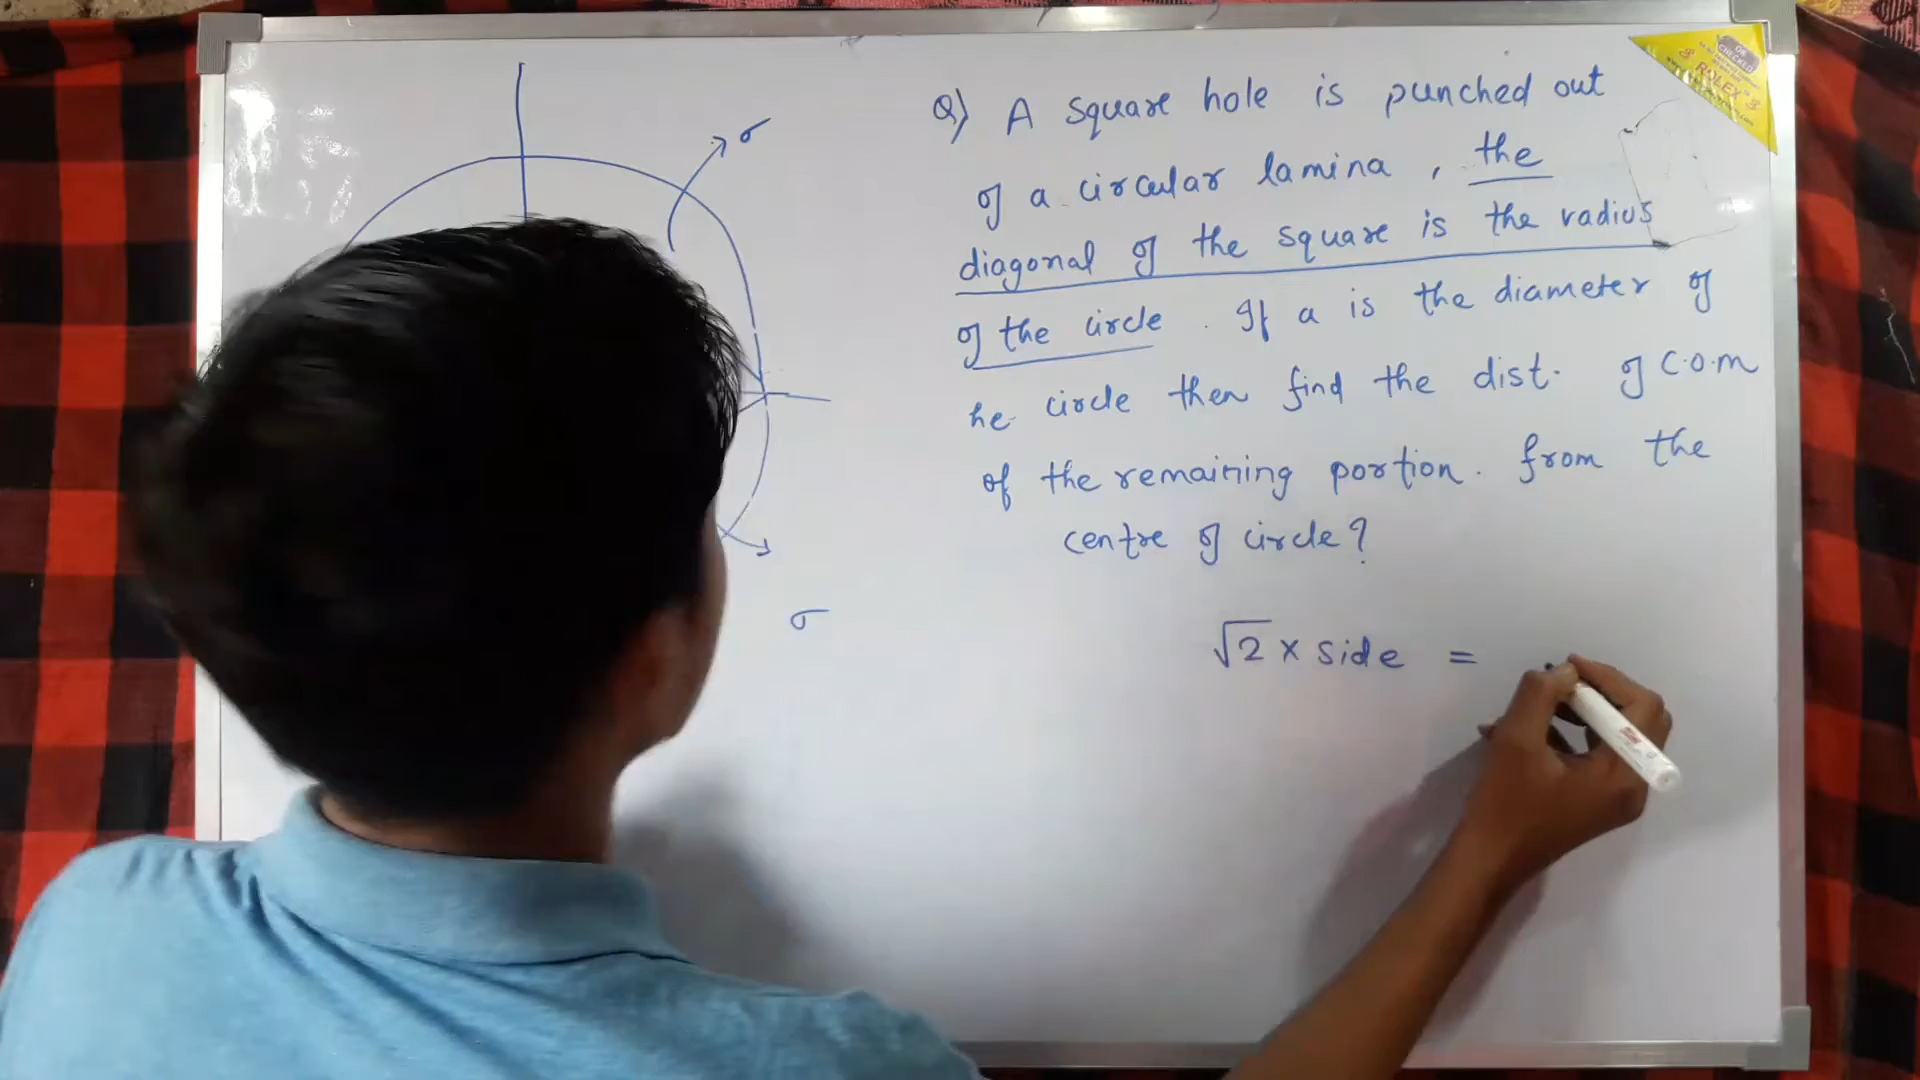 σ
σ
Q) A square hole is punched out
of a circular lamina, the
diagonal of the square is the radius
of the circle. If a is the diameter of
he circle then find the dist. of C.O.M
of the remaining portion. from the
centre of circle?
√2 x side =
ROLEX